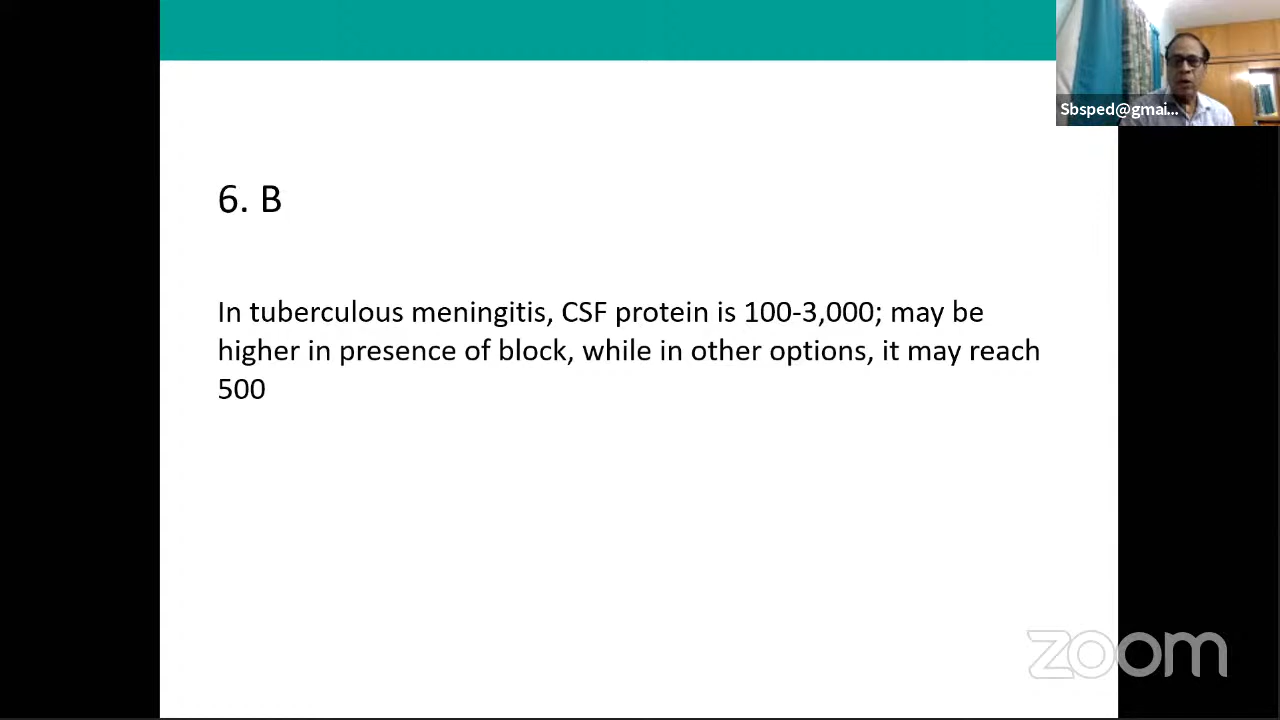 Sbsped@gmai...
6. B
In tuberculous meningitis, CSF protein is 100-3,000; may be
higher in presence of block, while in other options, it may reach
500
zoom